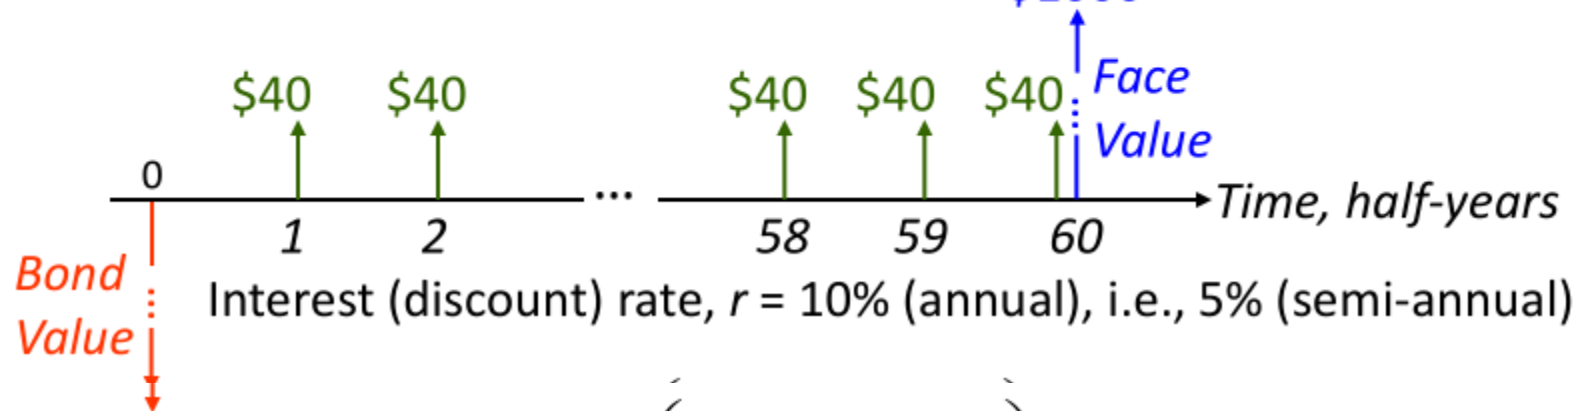 $40 $40 $40 $40 $40 Face
Value
0
... Time, half-years
1 2 58 59 60
Bond
Value
Interest (discount) rate, r = 10% (annual), i.e., 5% (semi-annual)